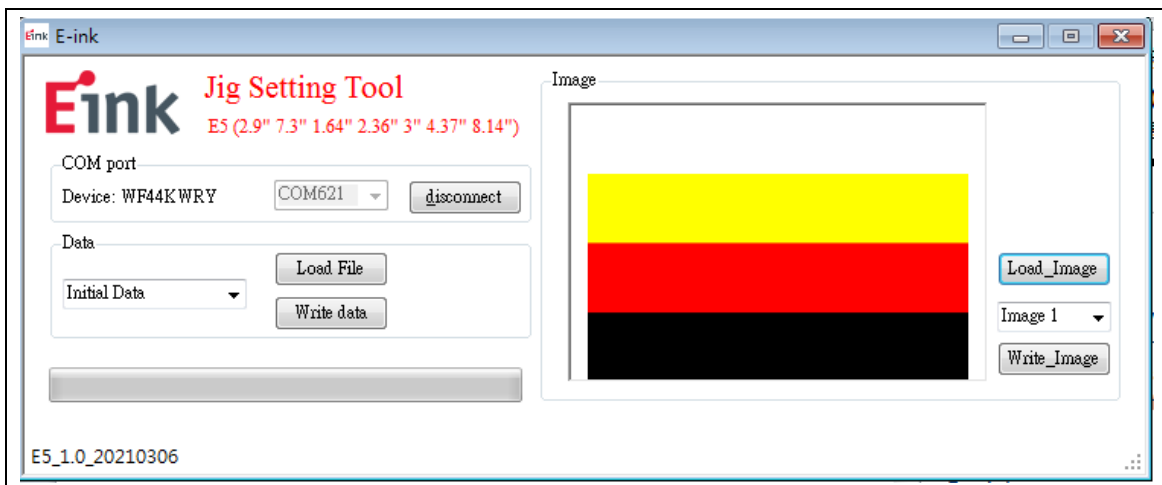 Eink E-ink
Eink
Jig Setting Tool
E5 (2.9" 7.3" 1.64" 2.36" 3" 4.37" 8.14")
COM port
Device: WF44KWRY
COM621
disconnect
Data
Initial Data
Load File
Write data
Image
Load_Image
Image 1
Write_Image
E5_1.0_20210306